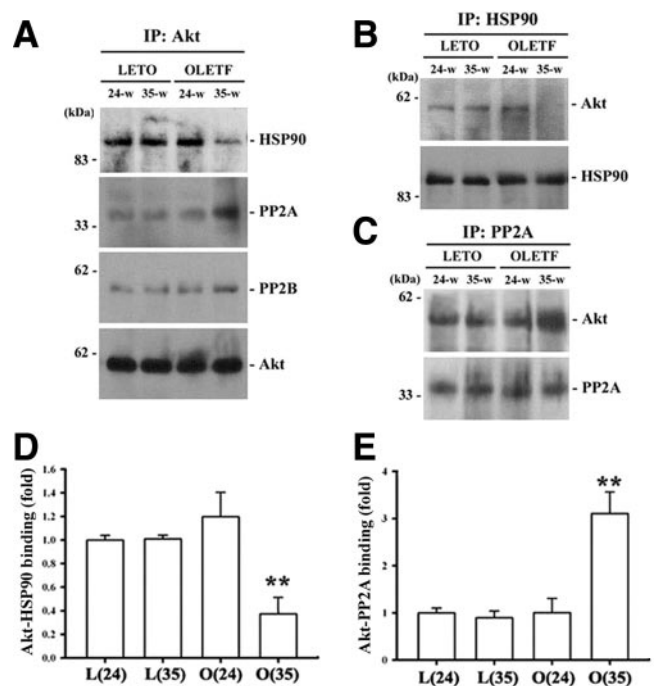 A
IP: Akt
LETO OLETF
24-w 35-w 24-w 35-w
(kDa)
- HSP90
83 -
- PP2A
33 -
62 -
- PP2B
62 -
- Akt
B
IP: HSP90
LETO OLETF
24-w 35-w 24-w 35-w
(kDa)
62 -
- Akt
- HSP90
83 -
C
IP: PP2A
LETO OLETF
(kDa) 24-w 35-w 24-w 35-w
62 -
- Akt
- PP2A
33 -
D
Akt-HSP90 binding (fold)
1.6
1.4
1.2
1.0
0.8
0.6
0.4
0.2
0.0
**
L(24) L(35) O(24) O(35)
E
Akt-PP2A binding (fold)
4
3
2
1
0
**
L(24) L(35) O(24) O(35)